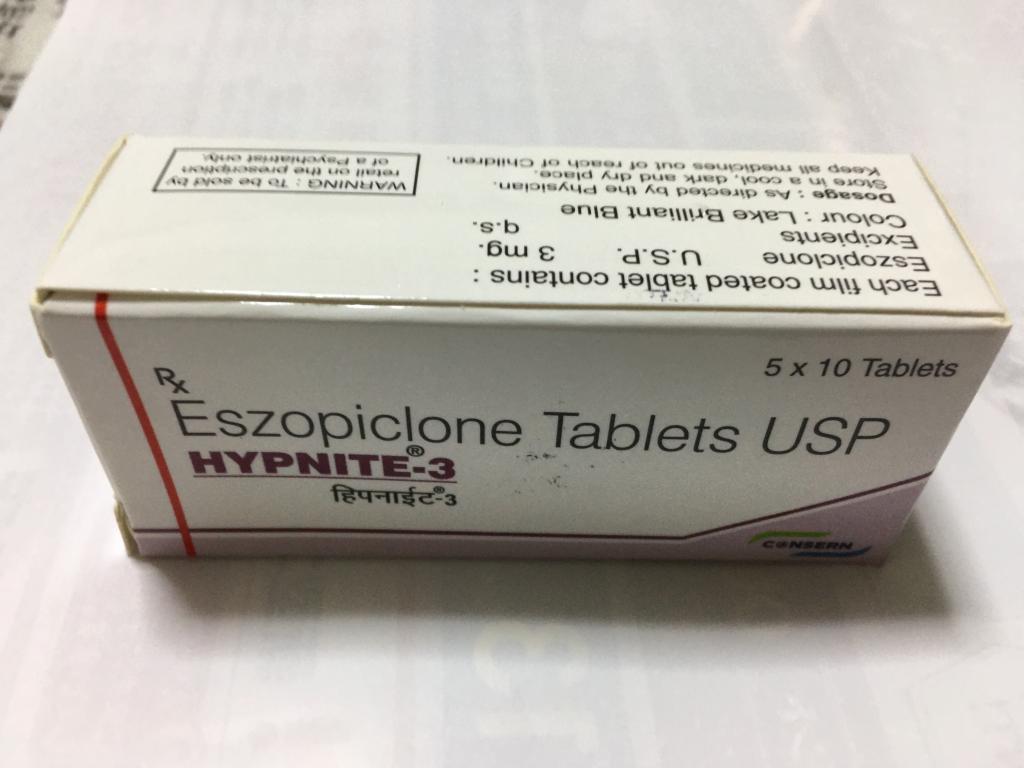 WARNING : To be sold by
retail on the prescription
of a Psychiatrist only.
Each film coated tablet contains :
Eszopiclone U.S.P. 3 mg.
Excipients q.s.
Colour : Lake Brilliant Blue
Dosage : As directed by the Physician.
Store in a cool, dark and dry place.
Keep all medicines out of reach of Children.
5 x 10 Tablets
Rx
Eszopiclone Tablets USP
HYPNITE®-3
हिपनाईट®-3
CONSERN